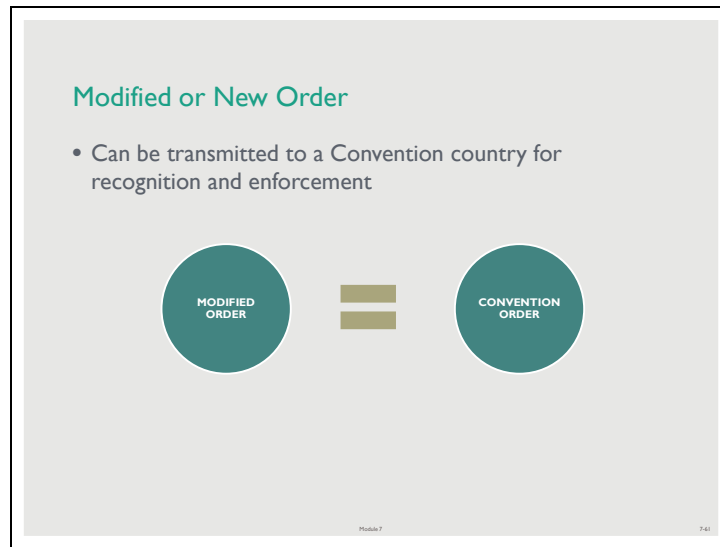 Modified or New Order
• Can be transmitted to a Convention country for
recognition and enforcement
MODIFIED
ORDER
CONVENTION
ORDER
Module 7
7-61